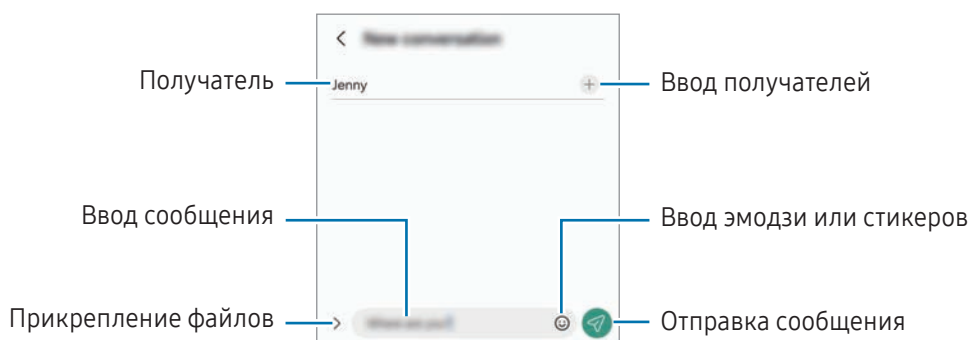 Получатель
Jenny
Ввод получателей
Ввод сообщения
Ввод эмодзи или стикеров
Прикрепление файлов
Отправка сообщения